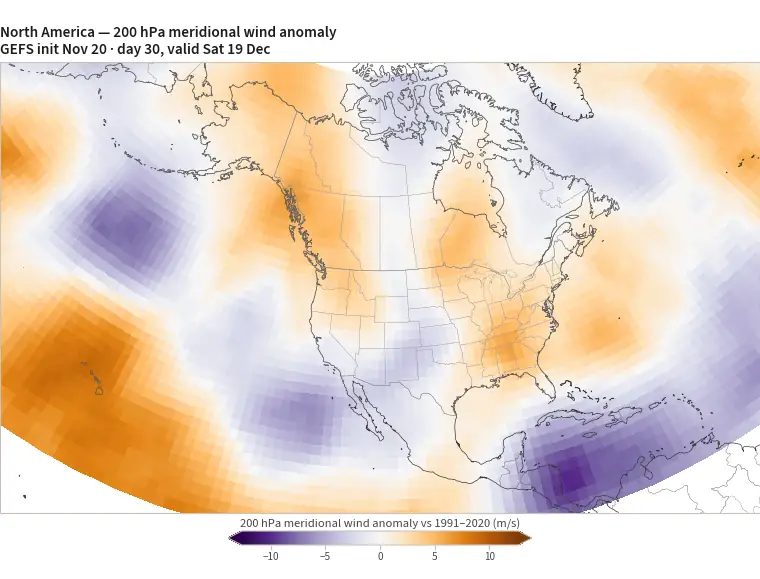 North America — 200 hPa meridional wind anomaly
GEFS init Nov 20 · day 30, valid Sat 19 Dec
200 hPa meridional wind anomaly vs 1991–2020 (m/s)
−10 −5 0 5 10